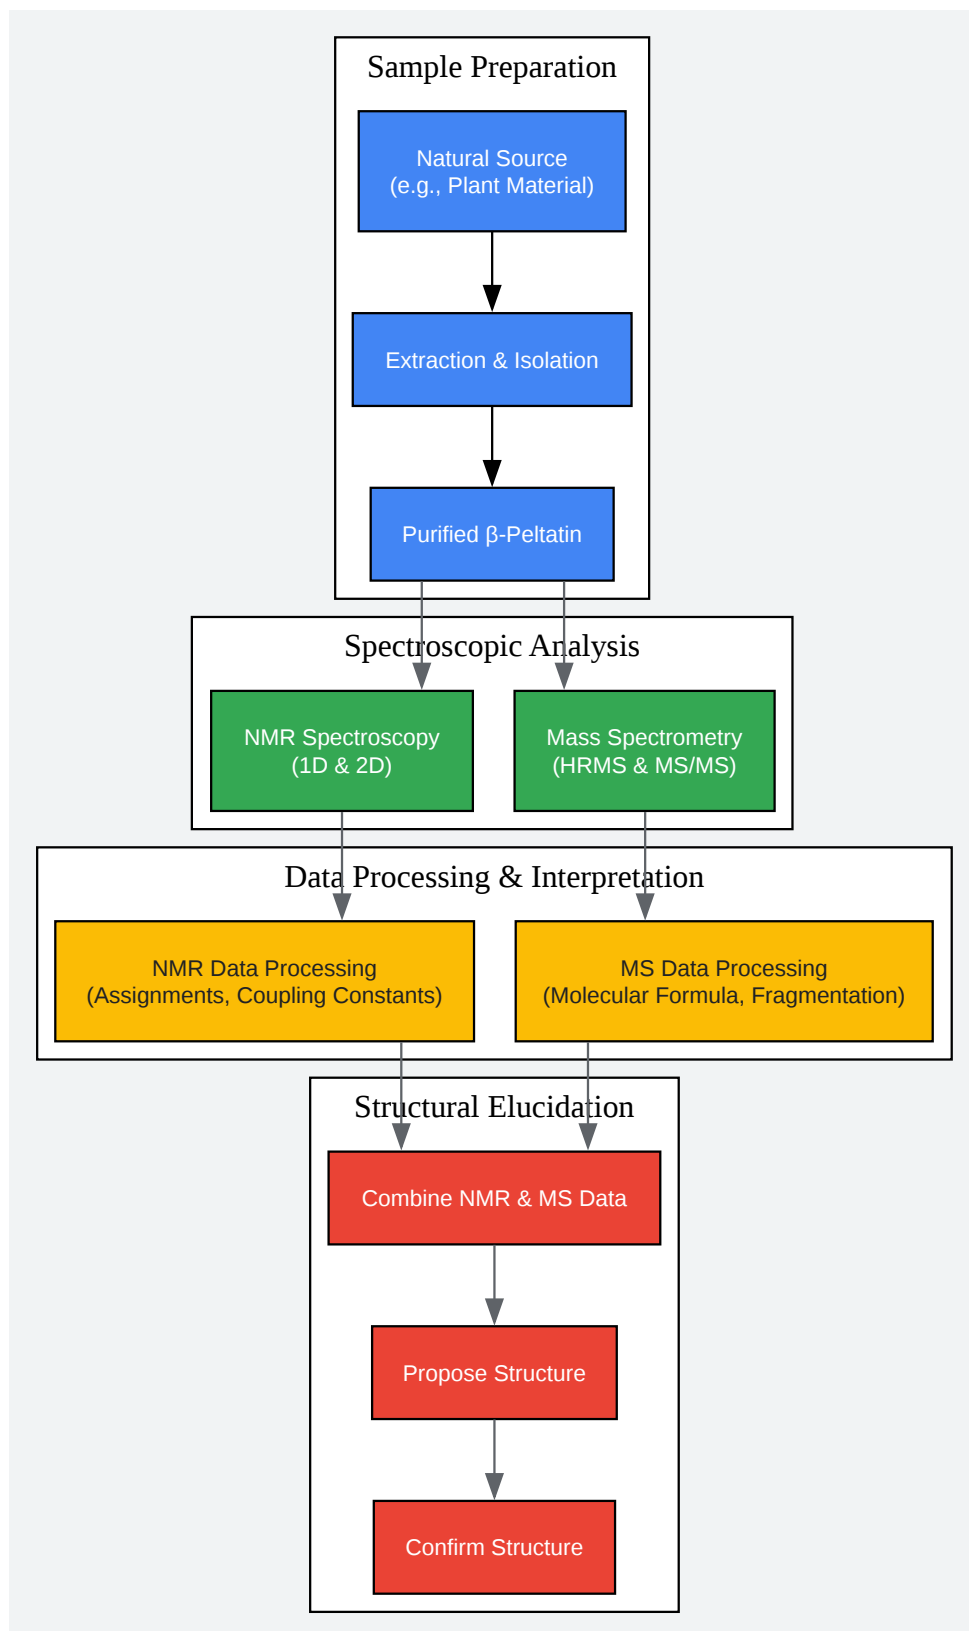 Sample Preparation
Natural Source
(e.g., Plant Material)
Extraction & Isolation
Purified β-Peltatin
Spectroscopic Analysis
NMR Spectroscopy
(1D & 2D)
Mass Spectrometry
(HRMS & MS/MS)
Data Processing & Interpretation
NMR Data Processing
(Assignments, Coupling Constants)
MS Data Processing
(Molecular Formula, Fragmentation)
Structural Elucidation
Combine NMR & MS Data
Propose Structure
Confirm Structure